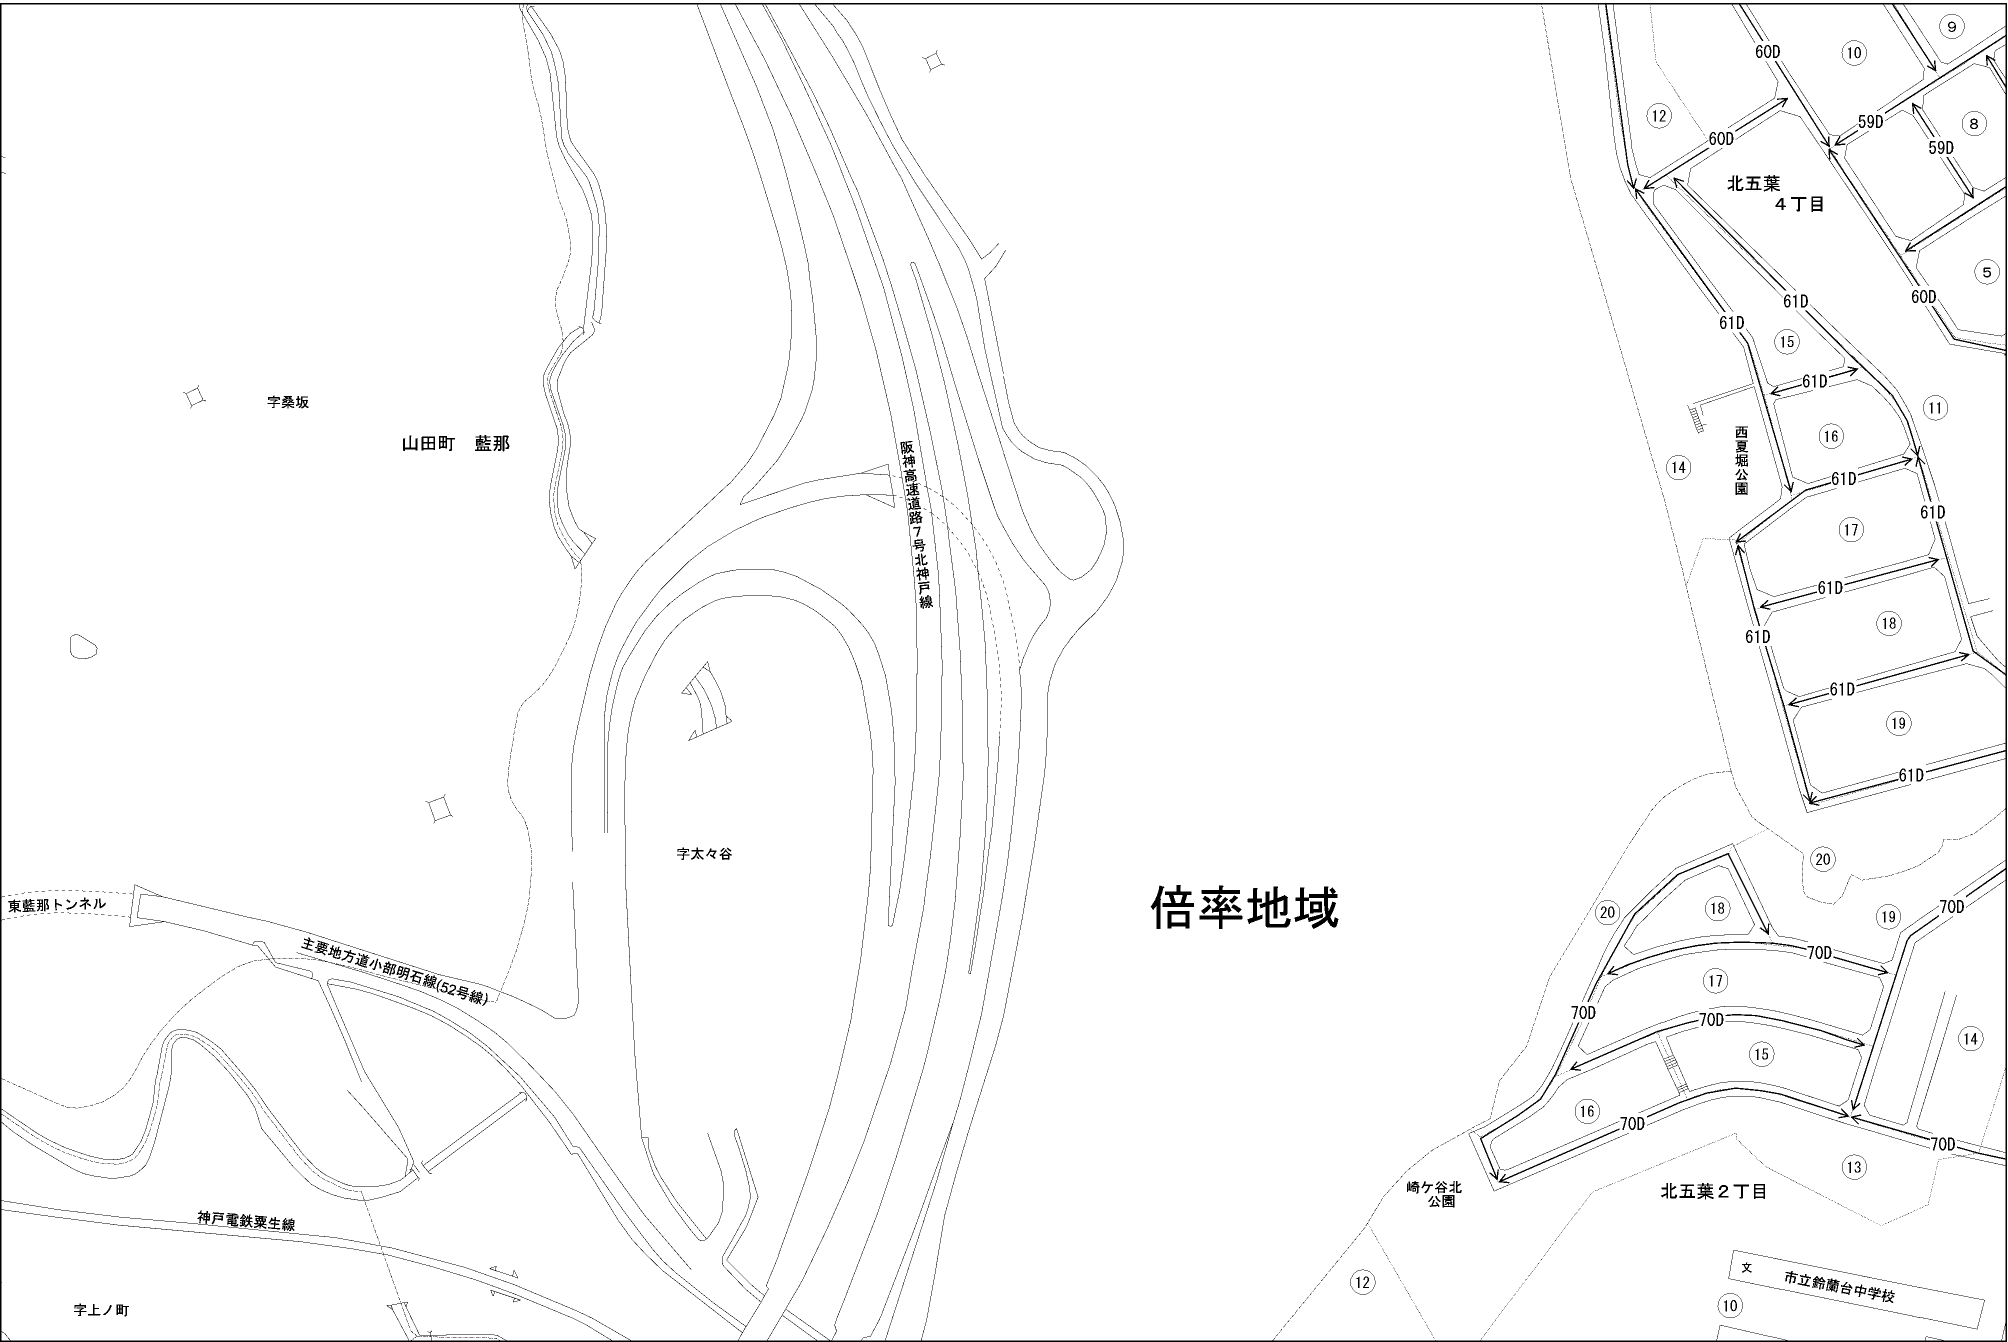 ⑨
60D
⑩
⑫
59D
⑧
60D
59D
北五葉
４丁目
⑤
60D
61D
61D
⑮
61D
字桑坂
⑪
山田町　藍那
⑯
阪神高速道路７号北神戸線
西夏堀公園
⑭
61D
61D
⑰
61D
⑱
61D
61D
⑲
61D
字太々谷
⑳
東藍那トンネル
倍率地域
⑳
⑱
⑲
70D
主要地方道小部明石線(52号線)
70D
⑰
70D
70D
⑭
⑮
⑯
70D
70D
⑬
崎ケ谷北
公園
北五葉２丁目
神戸電鉄粟生線
⑫
文
市立鈴蘭台中学校
字上ノ町
⑩